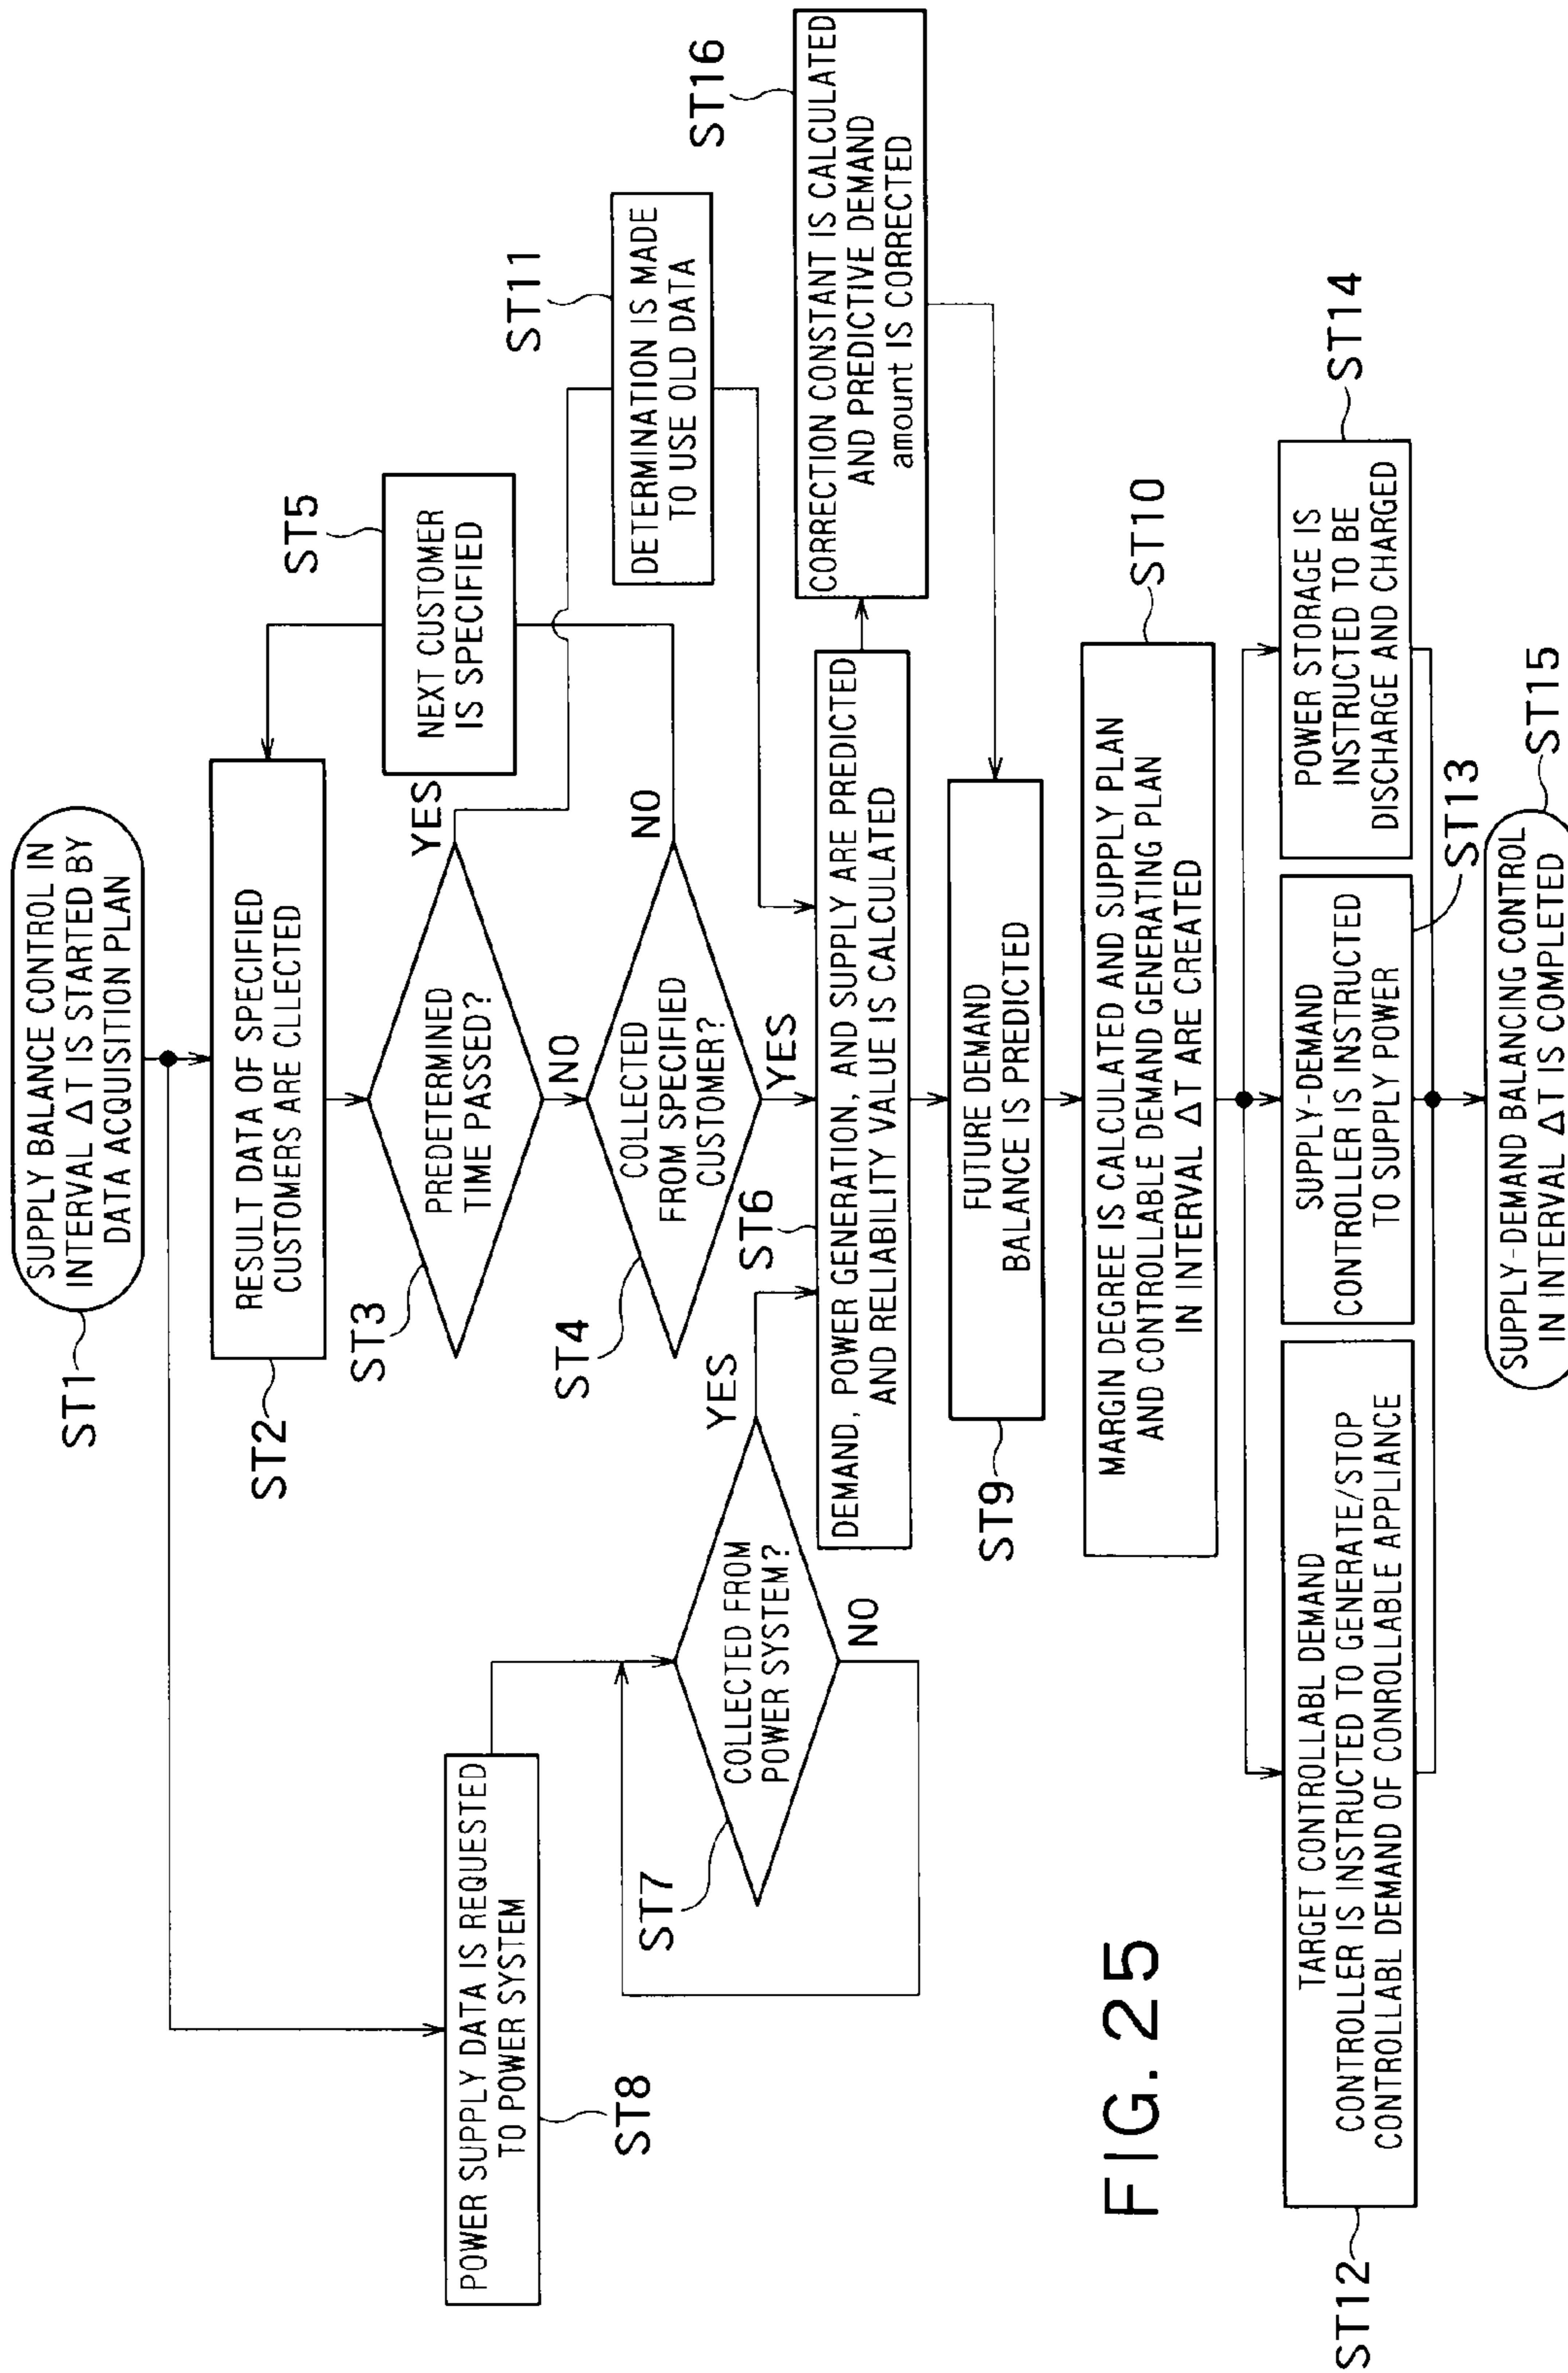 SUPPLY BALANCE CONTROL IN
INTERVAL ΔT IS STARTED BY
DATA ACQUISITION PLAN
ST1
RESULT DATA OF SPECIFIED
CUSTOMERS ARE CLLECTED
ST2
PREDETERMINED
TIME PASSED?
ST3
YES
NO
COLLECTED
FROM SPECIFIED
CUSTOMER?
ST4
NO
YES
NEXT CUSTOMER
IS SPECIFIED
ST5
DETERMINATION IS MADE
TO USE OLD DATA
ST11
POWER SUPPLY DATA IS REQUESTED
TO POWER SYSTEM
ST8
COLLECTED FROM
POWER SYSTEM?
ST7
YES
NO
DEMAND, POWER GENERATION, AND SUPPLY ARE PREDICTED
AND RELIABILITY VALUE IS CALCULATED
ST6
CORRECTION CONSTANT IS CALCULATED
AND PREDICTIVE DEMAND
amount IS CORRECTED
ST16
FUTURE DEMAND
BALANCE IS PREDICTED
ST9
MARGIN DEGREE IS CALCULATED AND SUPPLY PLAN
AND CONTROLLABLE DEMAND GENERATING PLAN
IN INTERVAL ΔT ARE CREATED
ST10
TARGET CONTROLLABL DEMAND
CONTROLLER IS INSTRUCTED TO GENERATE/STOP
CONTROLLABL DEMAND OF CONROLLABLE APPLIANCE
ST12
SUPPLY-DEMAND
CONTROLLER IS INSTRUCTED
TO SUPPLY POWER
ST13
POWER STORAGE IS
INSTRUCTED TO BE
DISCHARGE AND CHARGED
ST14
SUPPLY-DEMAND BALANCING CONTROL
IN INTERVAL ΔT IS COMPLETED
ST15
FIG. 25